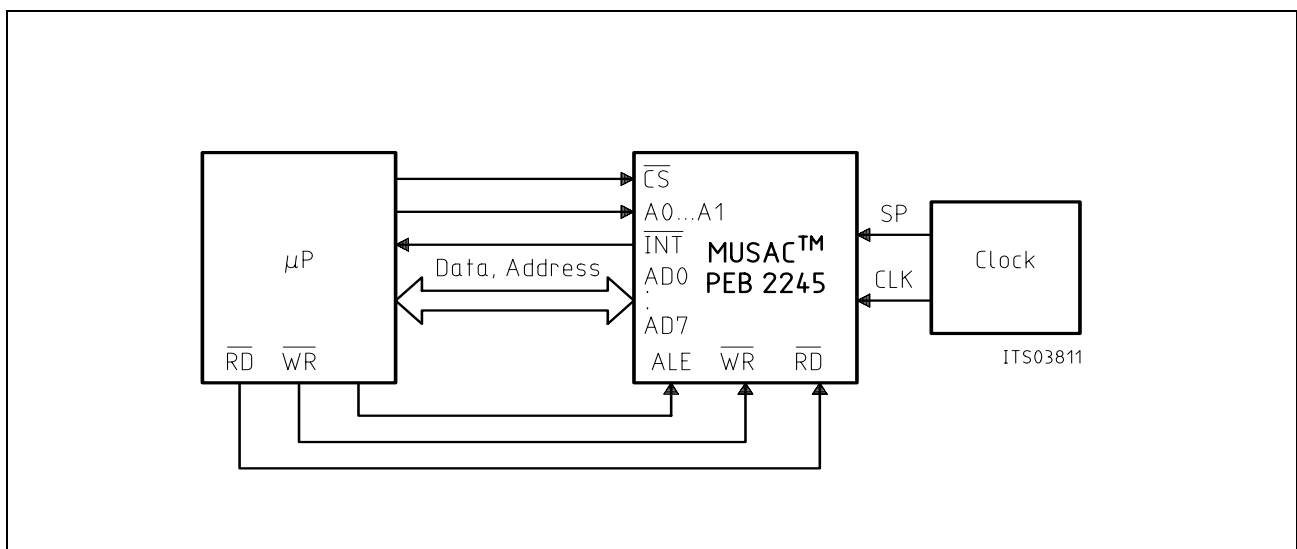 µP
RD WR
Data, Address
CS
A0...A1
INT
AD0
.
.
AD7
ALE WR RD
MUSAC™
PEB 2245
SP
CLK
Clock
ITS03811